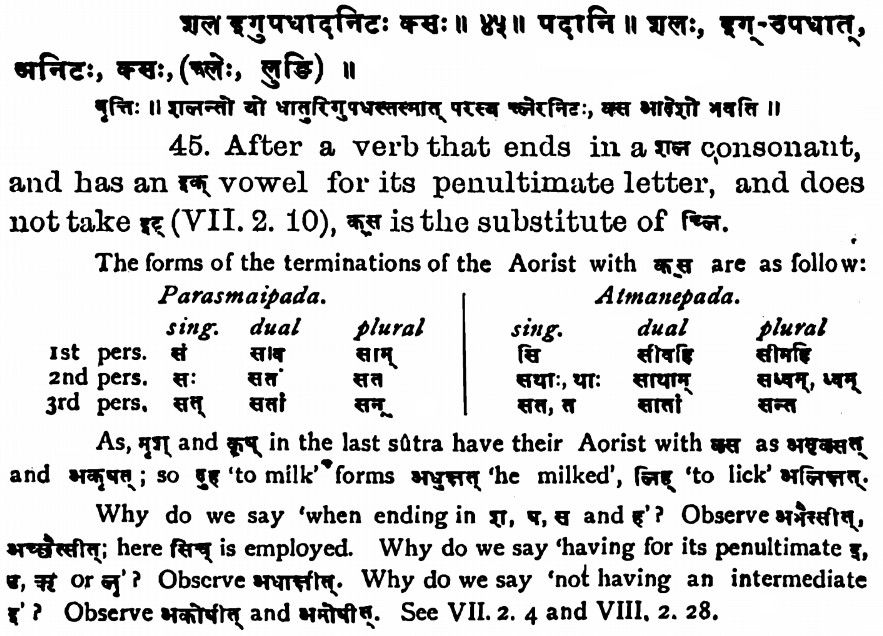 शल इगुपधादनिटः क्सः ॥ ४५ ॥ पदानि ॥ शलः, इग्-उपधात्,
अनिटः, क्सः, (च्लेः, लुङि) ॥
वृत्तिः ॥ शलन्तो यो धातुरिगुपधस्तस्मात् परस्य च्लेरनिटः, क्स आदेशो भवति ॥
45. After a verb that ends in a शल consonant,
and has an इक् vowel for its penultimate letter, and does
not take इट् (VII. 2. 10), क्स is the substitute of च्लि.
The forms of the terminations of the Aorist with क्स are as follow:
Parasmaipada. Atmanepada.
sing. dual plural sing. dual plural
1st pers. सं साव साम् सि सीवहि सीमहि
2nd pers. सः सतं सत सथाः, थाः साथाम् सध्वम्, ध्वम्
3rd pers. सत् सतां सन् सत, त सातां सन्त
As, मृश् and कृष् in the last sûtra have their Aorist with क्स as अमृक्सत्
and अकृषत्; so दुह 'to milk' forms अधुक्षत् 'he milked', लिह् 'to lick' अलिक्षत्.
Why do we say 'when ending in श, ष, स and ह'? Observe अभैत्सीत्,
अच्छैत्सीत्; here सिच् is employed. Why do we say 'having for its penultimate इ,
उ, ऋ or लृ'? Observe अधाक्षीत्. Why do we say 'not having an intermediate
इ'? Observe अकोषीत् and अमोषीत्. See VII. 2. 4 and VIII. 2. 28.